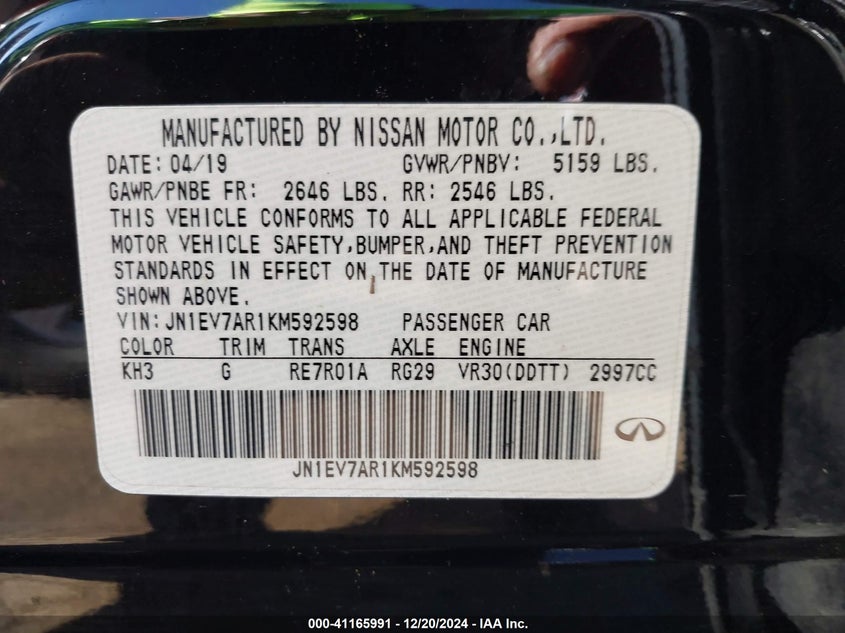 MANUFACTURED BY NISSAN MOTOR CO.,LTD.
DATE:04/19 GVWR/PNBV: 5159 LBS.
GAWR/PNBE FR: 2646 LBS. RR: 2546 LBS.
THIS VEHICLE CONFORMS TO ALL APPLICABLE FEDERAL
MOTOR VEHICLE SAFETY,BUMPER,AND THEFT PREVENTION
STANDARDS IN EFFECT ON THE DATE OF MANUFACTURE
SHOWN ABOVE.
VIN:JN1EV7AR1KM592598 PASSENGER CAR
COLOR TRIM TRANS AXLE ENGINE
KH3 G RE7R01A RG29 VR30(DDTT) 2997CC
JN1EV7AR1KM592598
000-41165991 - 12/20/2024 - IAA Inc.